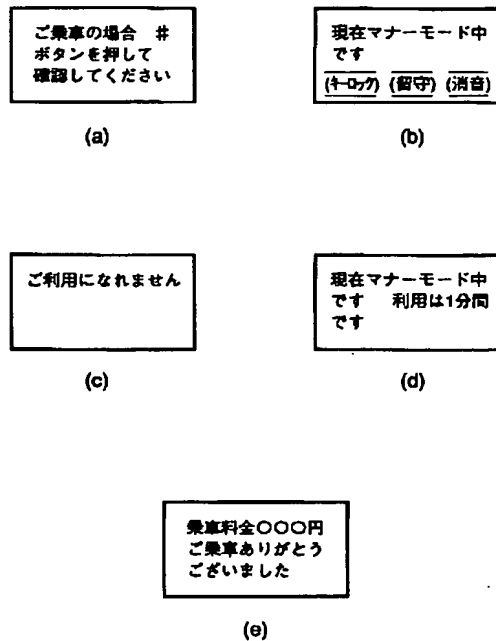 ご乗車の場合 #
ボタンを押して
確認してください
(a)
現在マナーモード中
です
(キーロック) (留守) (消音)
(b)
ご利用になれません
(c)
現在マナーモード中
です 利用は1分間
です
(d)
乗車料金〇〇〇円
ご乗車ありがとう
ございました
(e)